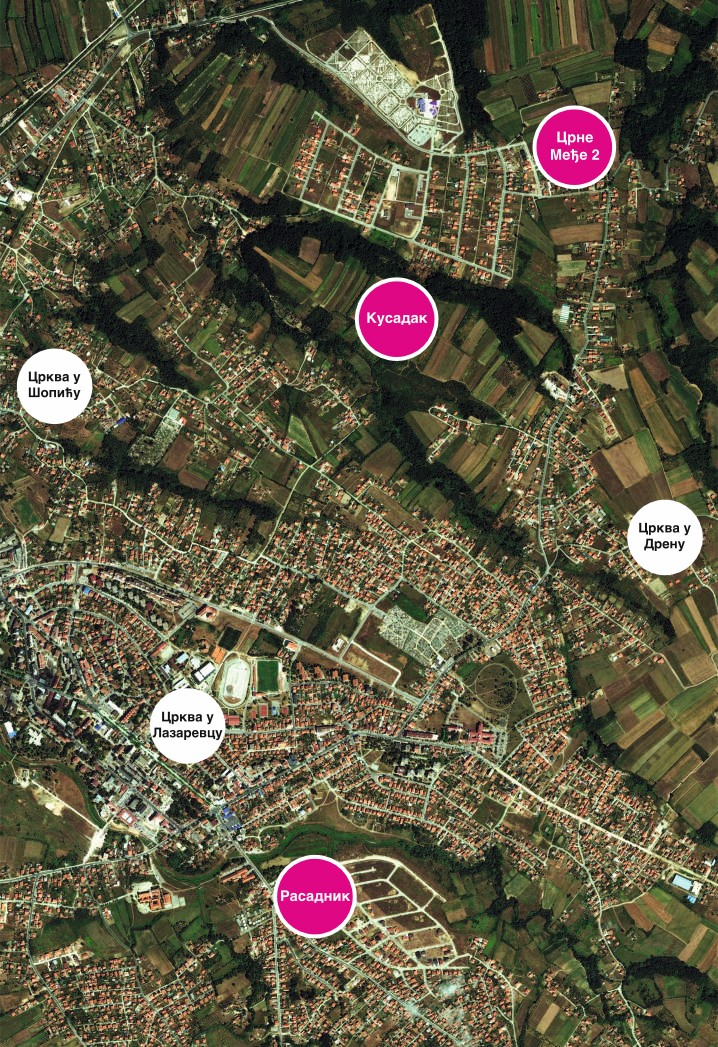 Црне
Међе 2
Кусадак
Црква у
Шопићу
Црква у
Дрену
Црква у
Лазаревцу
Расадник